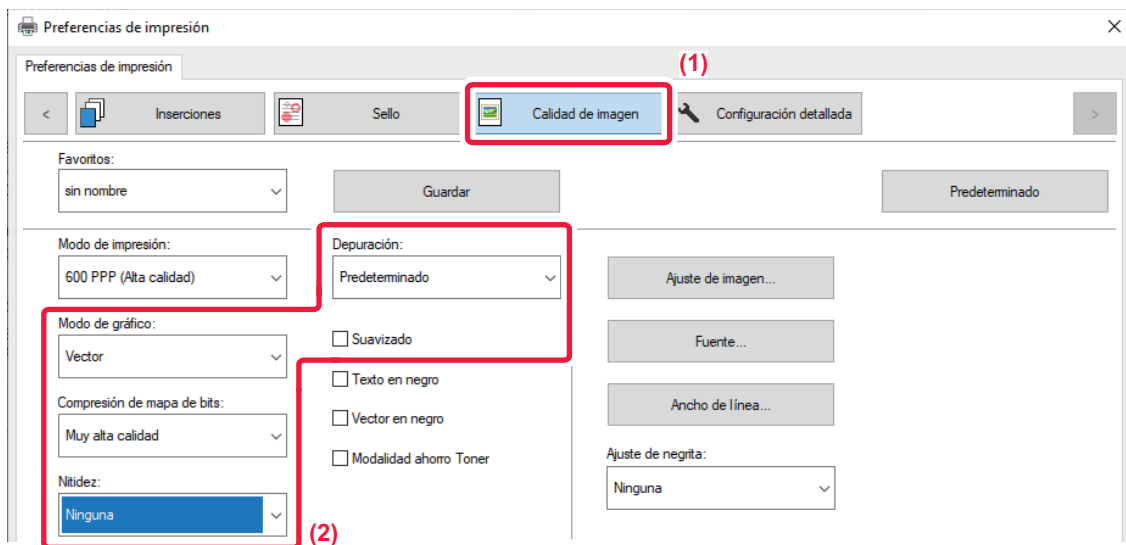 Preferencias de impresión
Preferencias de impresión
(1)
< Inserciones Sello Calidad de imagen Configuración detallada >
Favoritos:
sin nombre Guardar Predeterminado
Modo de impresión: Depuración:
600 PPP (Alta calidad) Predeterminado Ajuste de imagen...
Modo de gráfico:
Vector Suavizado Fuente...
Texto en negro
Compresión de mapa de bits: Ancho de línea...
Muy alta calidad Vector en negro
Modalidad ahorro Toner Ajuste de negrita:
Nitidez: Ninguna
Ninguna
(2)